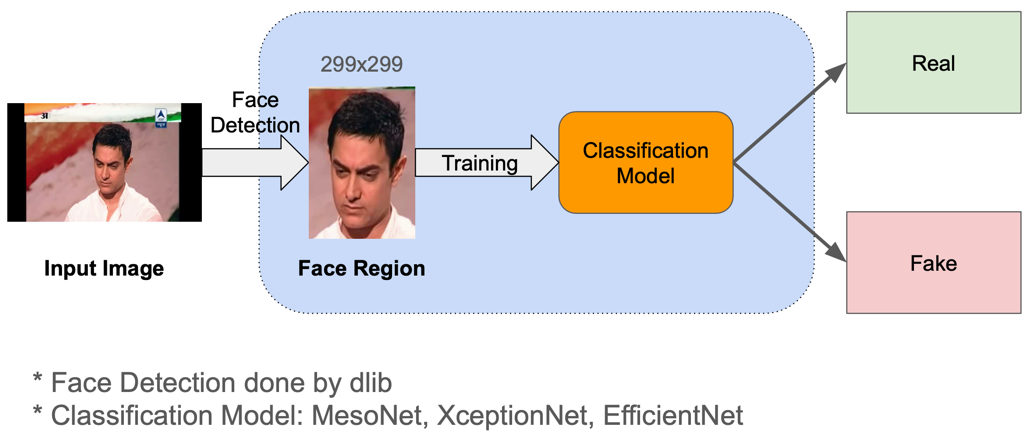 299x299
Face
Detection
31
Training
Classification
Model
Real
Fake
Input Image
Face Region
* Face Detection done by dlib
* Classification Model: MesoNet, XceptionNet, EfficientNet